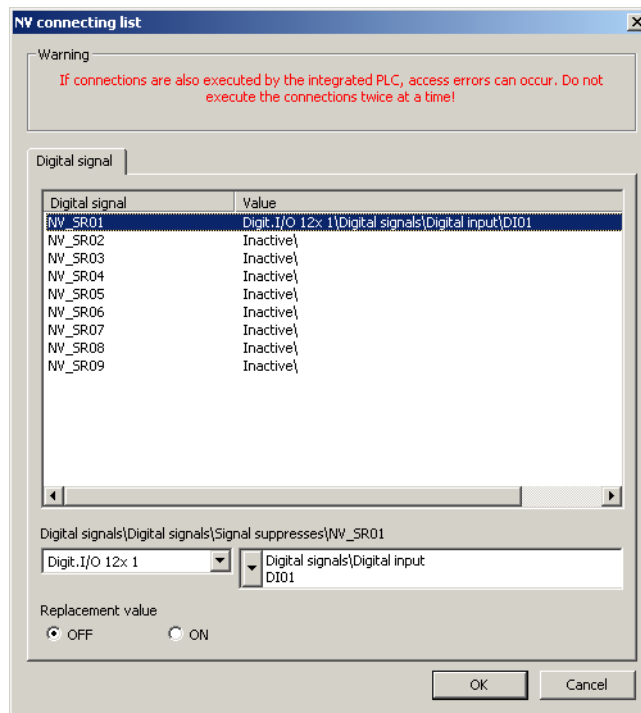 NV connecting list
Warning
If connections are also executed by the integrated PLC, access errors can occur. Do not
execute the connections twice at a time!
Digital signal
Digital signal Value
NV_SR01 Digit.I/O 12x 1\Digital signals\Digital input\DI01
NV_SR02 Inactive\
NV_SR03 Inactive\
NV_SR04 Inactive\
NV_SR05 Inactive\
NV_SR06 Inactive\
NV_SR07 Inactive\
NV_SR08 Inactive\
NV_SR09 Inactive\
Digital signals\Digital signals\Signal suppresses\NV_SR01
Digit.I/O 12x 1 Digital signals\Digital input
DI01
Replacement value
OFF ON
OK Cancel